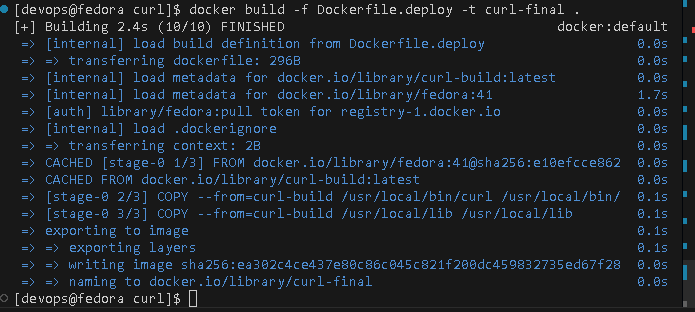 [devops@fedora curl]$ docker build -f Dockerfile.deploy -t curl-final .
[+] Building 2.4s (10/10) FINISHED docker:default
=> [internal] load build definition from Dockerfile.deploy 0.0s
=> => transferring dockerfile: 296B 0.0s
=> [internal] load metadata for docker.io/library/curl-build:latest 0.0s
=> [internal] load metadata for docker.io/library/fedora:41 1.7s
=> [auth] library/fedora:pull token for registry-1.docker.io 0.0s
=> [internal] load .dockerignore 0.0s
=> => transferring context: 2B 0.0s
=> CACHED [stage-0 1/3] FROM docker.io/library/fedora:41@sha256:e10efcce862 0.0s
=> CACHED FROM docker.io/library/curl-build:latest 0.0s
=> [stage-0 2/3] COPY --from=curl-build /usr/local/bin/curl /usr/local/bin/ 0.1s
=> [stage-0 3/3] COPY --from=curl-build /usr/local/lib /usr/local/lib 0.1s
=> exporting to image 0.1s
=> => exporting layers 0.1s
=> => writing image sha256:ea302c4ce437e80c86c045c821f200dc459832735ed67f28 0.0s
=> => naming to docker.io/library/curl-final 0.0s
[devops@fedora curl]$